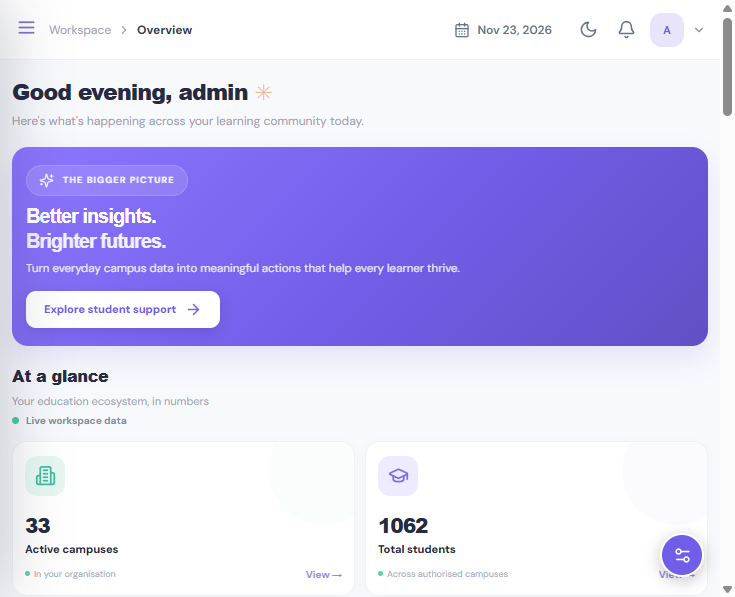 Workspace > Overview
Nov 23, 2026
A
Good evening, admin
Here's what's happening across your learning community today.
THE BIGGER PICTURE
Better insights.
Brighter futures.
Turn everyday campus data into meaningful actions that help every learner thrive.
Explore student support →
At a glance
Your education ecosystem, in numbers
Live workspace data
33
Active campuses
In your organisation
View →
1062
Total students
Across authorised campuses
View →